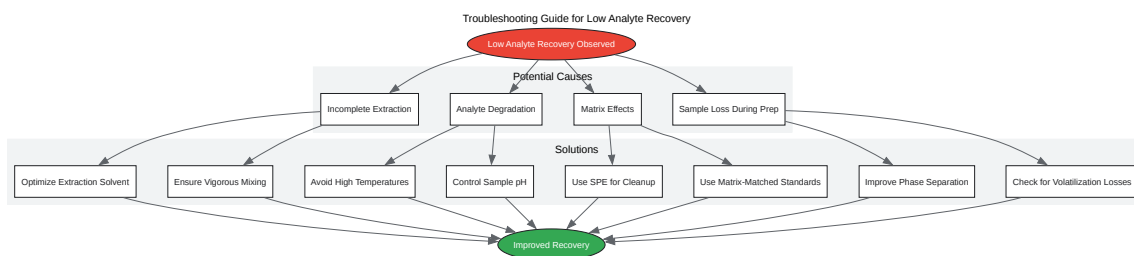 Troubleshooting Guide for Low Analyte Recovery
Low Analyte Recovery Observed
Potential Causes
Incomplete Extraction
Analyte Degradation
Matrix Effects
Sample Loss During Prep
Solutions
Optimize Extraction Solvent
Ensure Vigorous Mixing
Avoid High Temperatures
Control Sample pH
Use SPE for Cleanup
Use Matrix-Matched Standards
Improve Phase Separation
Check for Volatilization Losses
Improved Recovery